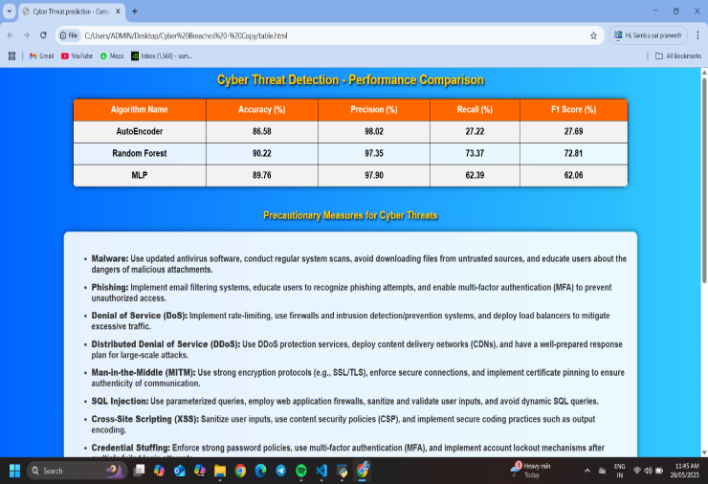 Cyber Threat prediction - Com
File C:/Users/ADMIN/Desktop/Cyber%20Breaches%20-%20Copy/table.html
Hi, Sambu sai praneeth
Gmail YouTube Maps Inbox (1,560) – sam... All Bookmarks
Cyber Threat Detection - Performance Comparison
Algorithm Name Accuracy (%) Precision (%) Recall (%) F1 Score (%)
AutoEncoder 86.58 98.02 27.22 27.69
Random Forest 90.22 97.35 73.37 72.81
MLP 89.76 97.90 62.39 62.06
Precautionary Measures for Cyber Threats
• Malware: Use updated antivirus software, conduct regular system scans, avoid downloading files from untrusted sources, and educate users about the
dangers of malicious attachments.
• Phishing: Implement email filtering systems, educate users to recognize phishing attempts, and enable multi-factor authentication (MFA) to prevent
unauthorized access.
• Denial of Service (DoS): Implement rate-limiting, use firewalls and intrusion detection/prevention systems, and deploy load balancers to mitigate
excessive traffic.
• Distributed Denial of Service (DDoS): Use DDoS protection services, deploy content delivery networks (CDNs), and have a well-prepared response
plan for large-scale attacks.
• Man-in-the-Middle (MITM): Use strong encryption protocols (e.g., SSL/TLS), enforce secure connections, and implement certificate pinning to ensure
authenticity of communication.
• SQL Injection: Use parameterized queries, employ web application firewalls, sanitize and validate user inputs, and avoid dynamic SQL queries.
• Cross-Site Scripting (XSS): Sanitize user inputs, use content security policies (CSP), and implement secure coding practices such as output
encoding.
• Credential Stuffing: Enforce strong password policies, use multi-factor authentication (MFA), and implement account lockout mechanisms after
Search
Heavy rain
Today
ENG
IN
11:45 AM
26/05/2025